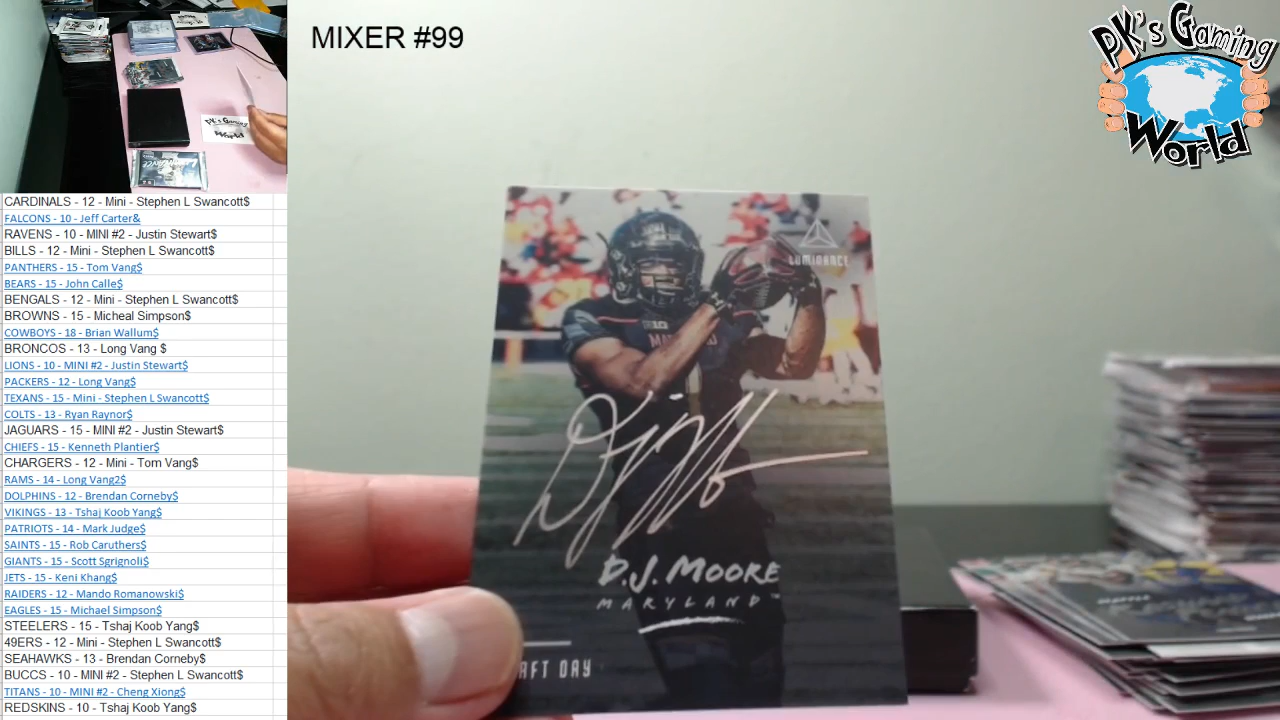 MIXER #99
PK's Gaming
World
PK's Gaming
World
CARDINALS - 12 - Mini - Stephen L Swancott$
FALCONS - 10 - Jeff Carter&
RAVENS - 10 - MINI #2 - Justin Stewart$
BILLS - 12 - Mini - Stephen L Swancott$
PANTHERS - 15 - Tom Vang$
BEARS - 15 - John Calle$
BENGALS - 12 - Mini - Stephen L Swancott$
BROWNS - 15 - Micheal Simpson$
COWBOYS - 18 - Brian Wallum$
BRONCOS - 13 - Long Vang $
LIONS - 10 - MINI #2 - Justin Stewart$
PACKERS - 12 - Long Vang$
TEXANS - 15 - Mini - Stephen L Swancott$
COLTS - 13 - Ryan Raynor$
JAGUARS - 15 - MINI #2 - Justin Stewart$
CHIEFS - 15 - Kenneth Plantier$
CHARGERS - 12 - Mini - Tom Vang$
RAMS - 14 - Long Vang2$
DOLPHINS - 12 - Brendan Corneby$
VIKINGS - 13 - Tshaj Koob Yang$
PATRIOTS - 14 - Mark Judge$
SAINTS - 15 - Rob Caruthers$
GIANTS - 15 - Scott Sgrignoli$
JETS - 15 - Keni Khang$
RAIDERS - 12 - Mando Romanowski$
EAGLES - 15 - Michael Simpson$
STEELERS - 15 - Tshaj Koob Yang$
49ERS - 12 - Mini - Stephen L Swancott$
SEAHAWKS - 13 - Brendan Corneby$
BUCCS - 10 - MINI #2 - Stephen L Swancott$
TITANS - 10 - MINI #2 - Cheng Xiong$
REDSKINS - 10 - Tshaj Koob Yang$
LUMINANCE
D.J. MOORE
MARYLAND™
AFT DAY